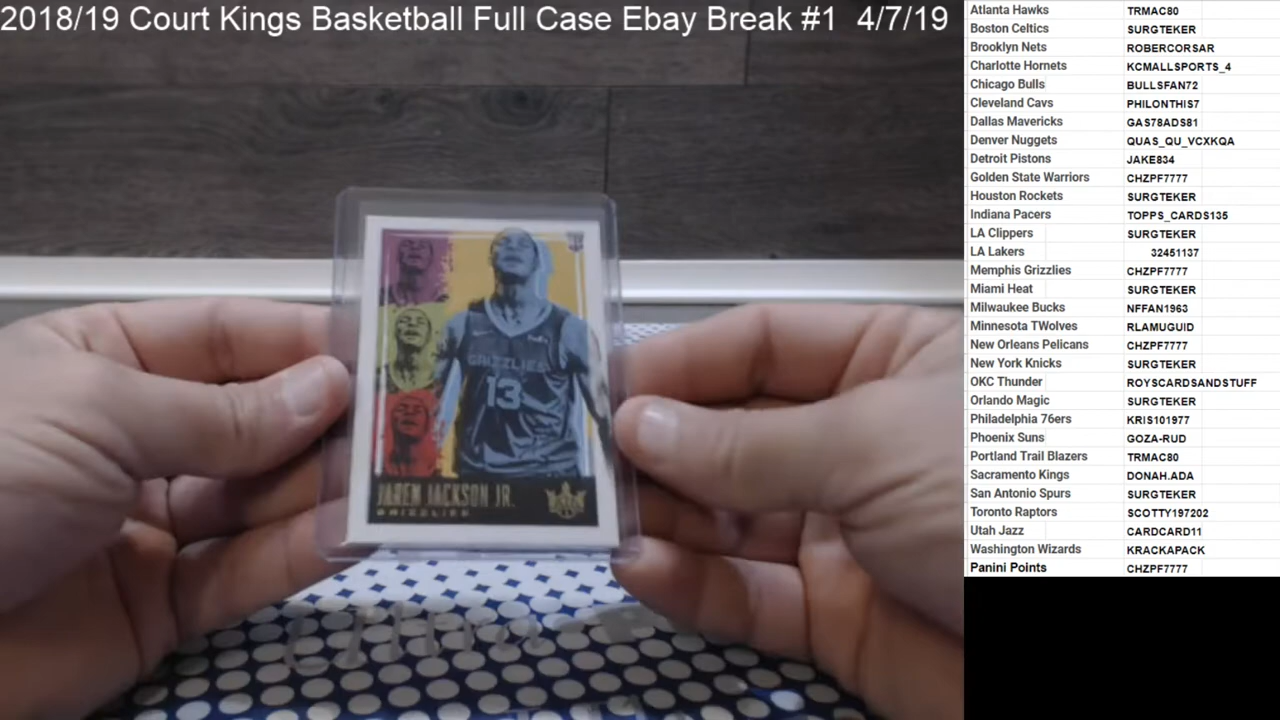 2018/19 Court Kings Basketball Full Case Ebay Break #1 4/7/19
Atlanta Hawks TRMAC80
Boston Celtics SURGTEKER
Brooklyn Nets ROBERCORSAR
Charlotte Hornets KCMALLSPORTS_4
Chicago Bulls BULLSFAN72
Cleveland Cavs PHILONTHIS7
Dallas Mavericks GAS78ADS81
Denver Nuggets QUAS_QU_VCXKQA
Detroit Pistons JAKE834
Golden State Warriors CHZPF7777
Houston Rockets SURGTEKER
Indiana Pacers TOPPS_CARDS135
LA Clippers SURGTEKER
LA Lakers 32451137
Memphis Grizzlies CHZPF7777
Miami Heat SURGTEKER
Milwaukee Bucks NFFAN1963
Minnesota TWolves RLAMUGUID
New Orleans Pelicans CHZPF7777
New York Knicks SURGTEKER
OKC Thunder ROYSCARDSANDSTUFF
Orlando Magic SURGTEKER
Philadelphia 76ers KRIS101977
Phoenix Suns GOZA-RUD
Portland Trail Blazers TRMAC80
Sacramento Kings DONAH.ADA
San Antonio Spurs SURGTEKER
Toronto Raptors SCOTTY197202
Utah Jazz CARDCARD11
Washington Wizards KRACKAPACK
Panini Points CHZPF7777
GRIZZLIES
13
JAREN JACKSON JR.
GRIZZLIES